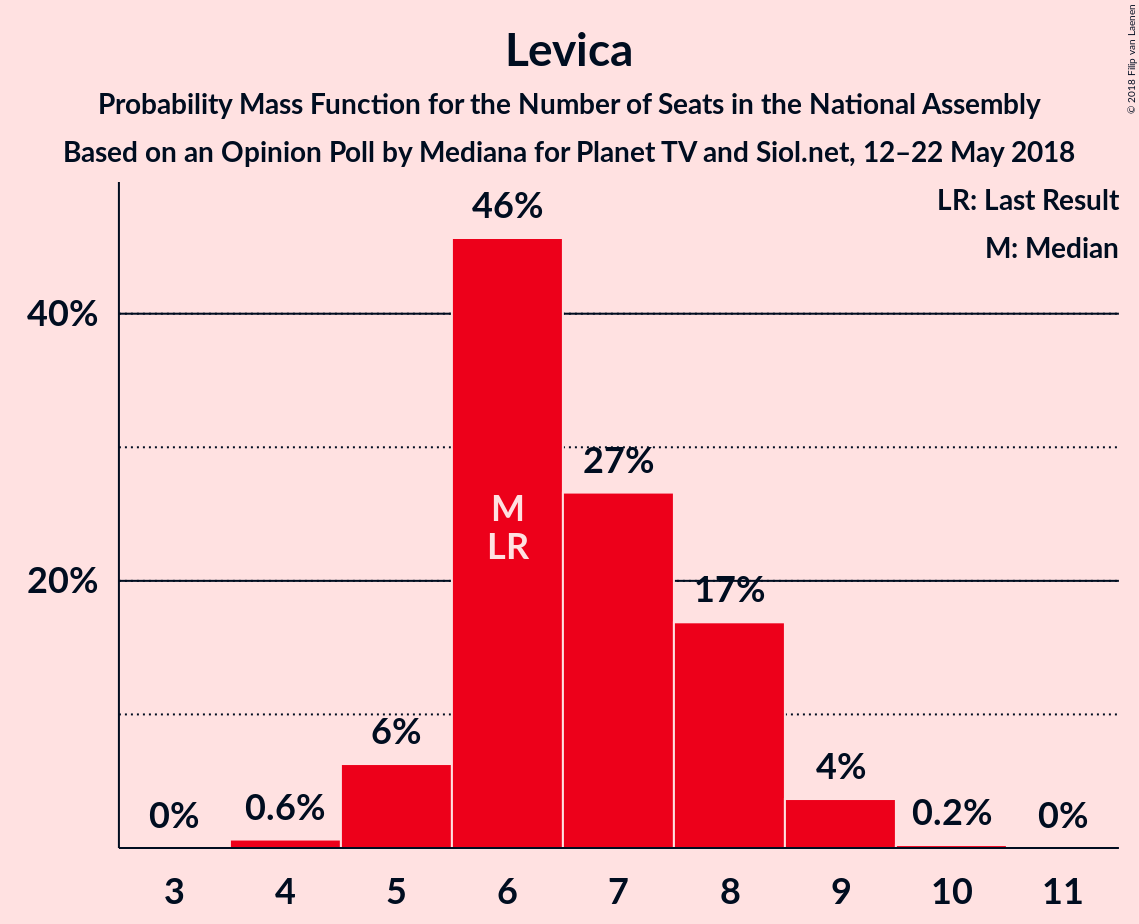 Levica
Probability Mass Function for the Number of Seats in the National Assembly
Based on an Opinion Poll by Mediana for Planet TV and Siol.net, 12–22 May 2018
© 2018 Filip van Laenen
LR: Last Result
M: Median
40%
20%
0%
0.6%
6%
46%
27%
17%
4%
0.2%
0%
M
LR
3 4 5 6 7 8 9 10 11